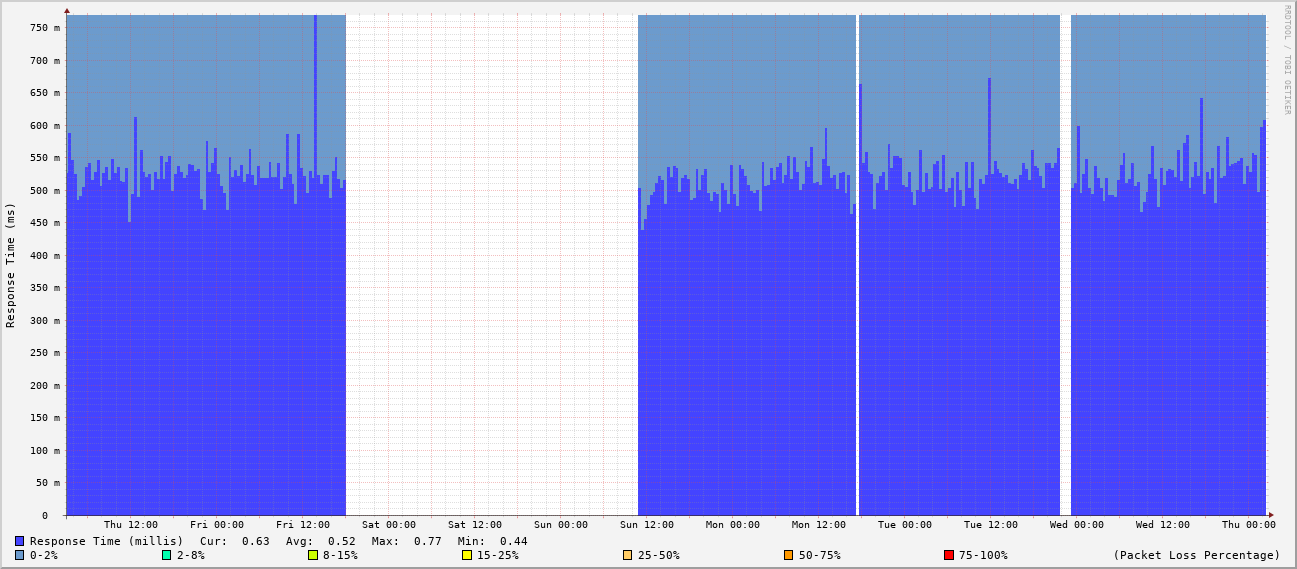 RRDTOOL / TOBI OETIKER
Response Time (ms)
750 m
700 m
650 m
600 m
550 m
500 m
450 m
400 m
350 m
300 m
250 m
200 m
150 m
100 m
50 m
0
Thu 12:00 Fri 00:00 Fri 12:00 Sat 00:00 Sat 12:00 Sun 00:00 Sun 12:00 Mon 00:00 Mon 12:00 Tue 00:00 Tue 12:00 Wed 00:00 Wed 12:00 Thu 00:00
Response Time (millis) Cur: 0.63 Avg: 0.52 Max: 0.77 Min: 0.44
0-2% 2-8% 8-15% 15-25% 25-50% 50-75% 75-100% (Packet Loss Percentage)